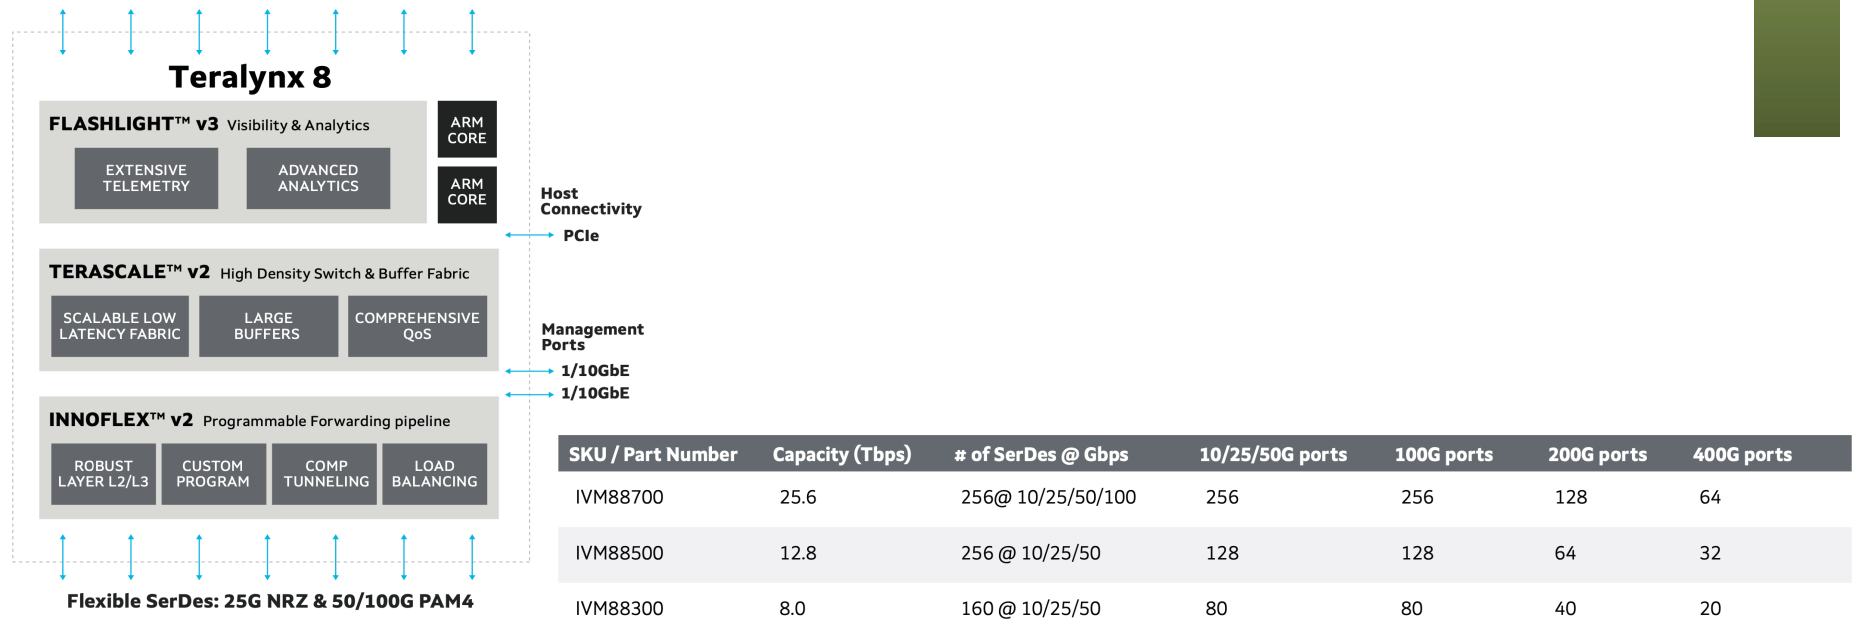 Teralynx 8
FLASHLIGHT™ v3 Visibility & Analytics
EXTENSIVE
TELEMETRY
ADVANCED
ANALYTICS
ARM
CORE
ARM
CORE
Host
Connectivity
PCIe
TERASCALE™ v2 High Density Switch & Buffer Fabric
SCALABLE LOW
LATENCY FABRIC
LARGE
BUFFERS
COMPREHENSIVE
QoS
Management
Ports
1/10GbE
1/10GbE
INNOFLEX™ v2 Programmable Forwarding pipeline
ROBUST
LAYER L2/L3
CUSTOM
PROGRAM
COMP
TUNNELING
LOAD
BALANCING
Flexible SerDes: 25G NRZ & 50/100G PAM4
SKU / Part Number Capacity (Tbps) # of SerDes @ Gbps 10/25/50G ports 100G ports 200G ports 400G ports
IVM88700 25.6 256@ 10/25/50/100 256 256 128 64
IVM88500 12.8 256 @ 10/25/50 128 128 64 32
IVM88300 8.0 160 @ 10/25/50 80 80 40 20